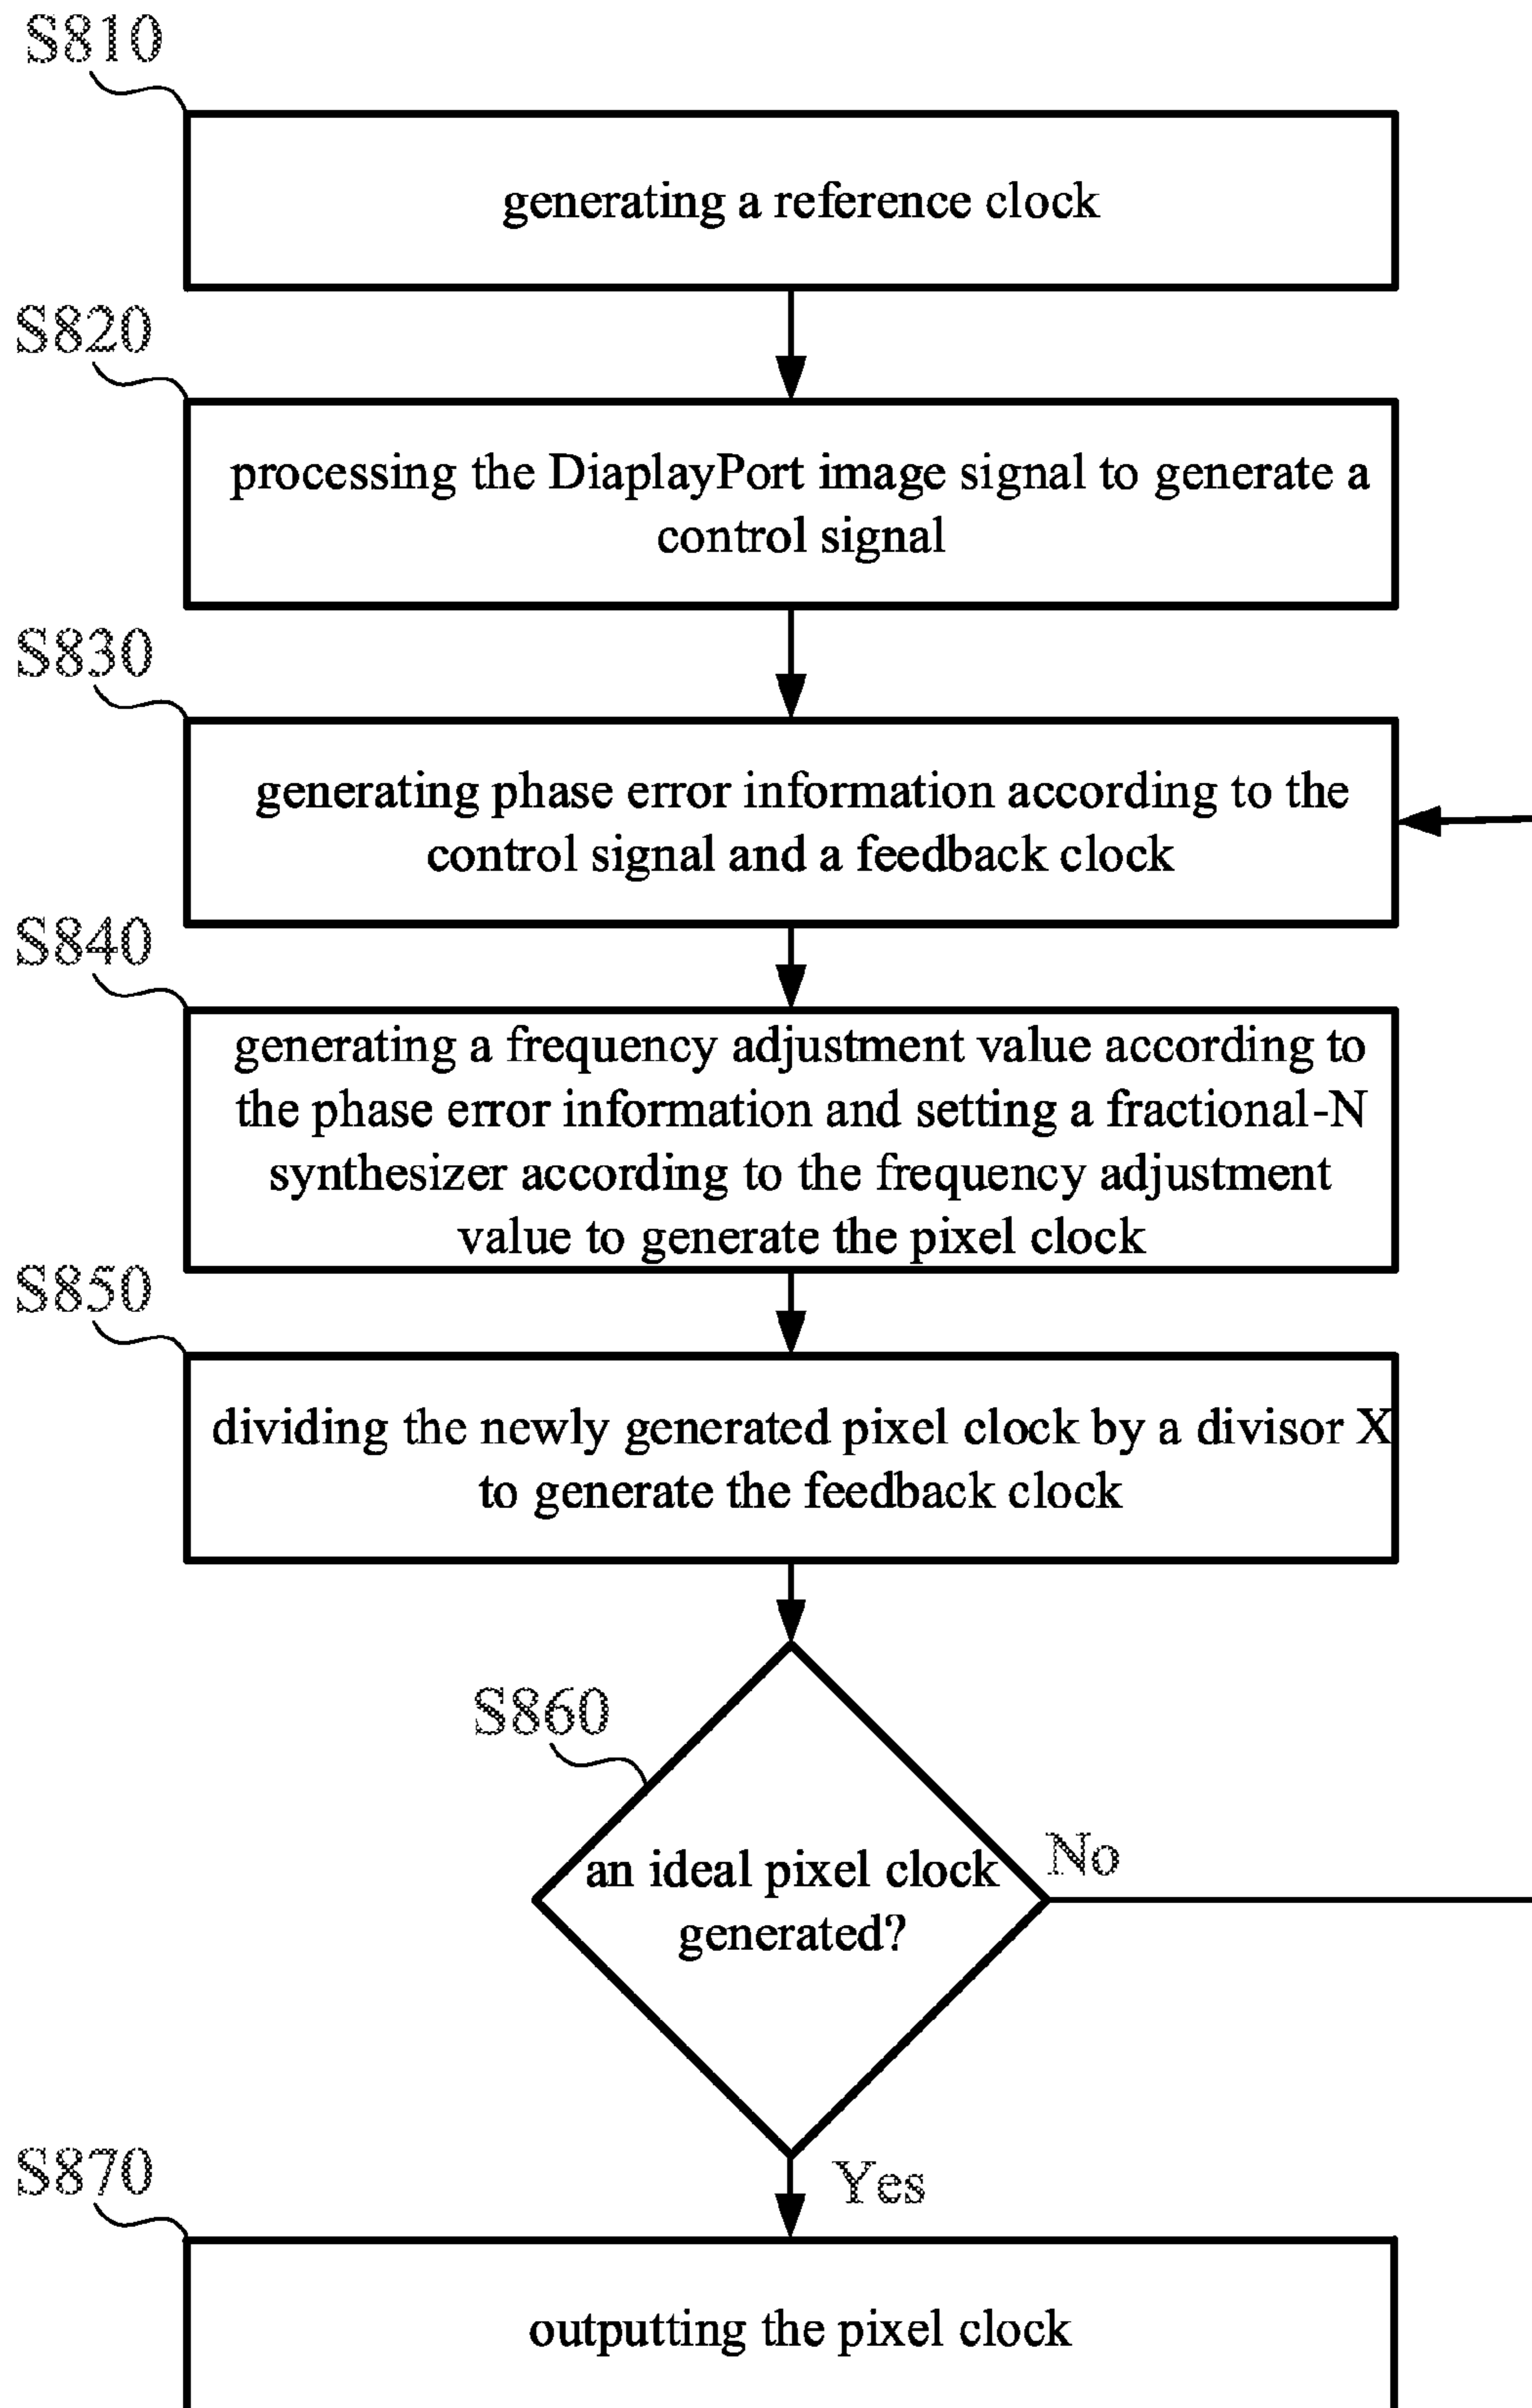 S810
generating a reference clock
S820
processing the DiaplayPort image signal to generate a
control signal
S830
generating phase error information according to the
control signal and a feedback clock
S840
generating a frequency adjustment value according to
the phase error information and setting a fractional-N
synthesizer according to the frequency adjustment
value to generate the pixel clock
S850
dividing the newly generated pixel clock by a divisor X
to generate the feedback clock
S860
an ideal pixel clock
generated?
No
Yes
S870
outputting the pixel clock